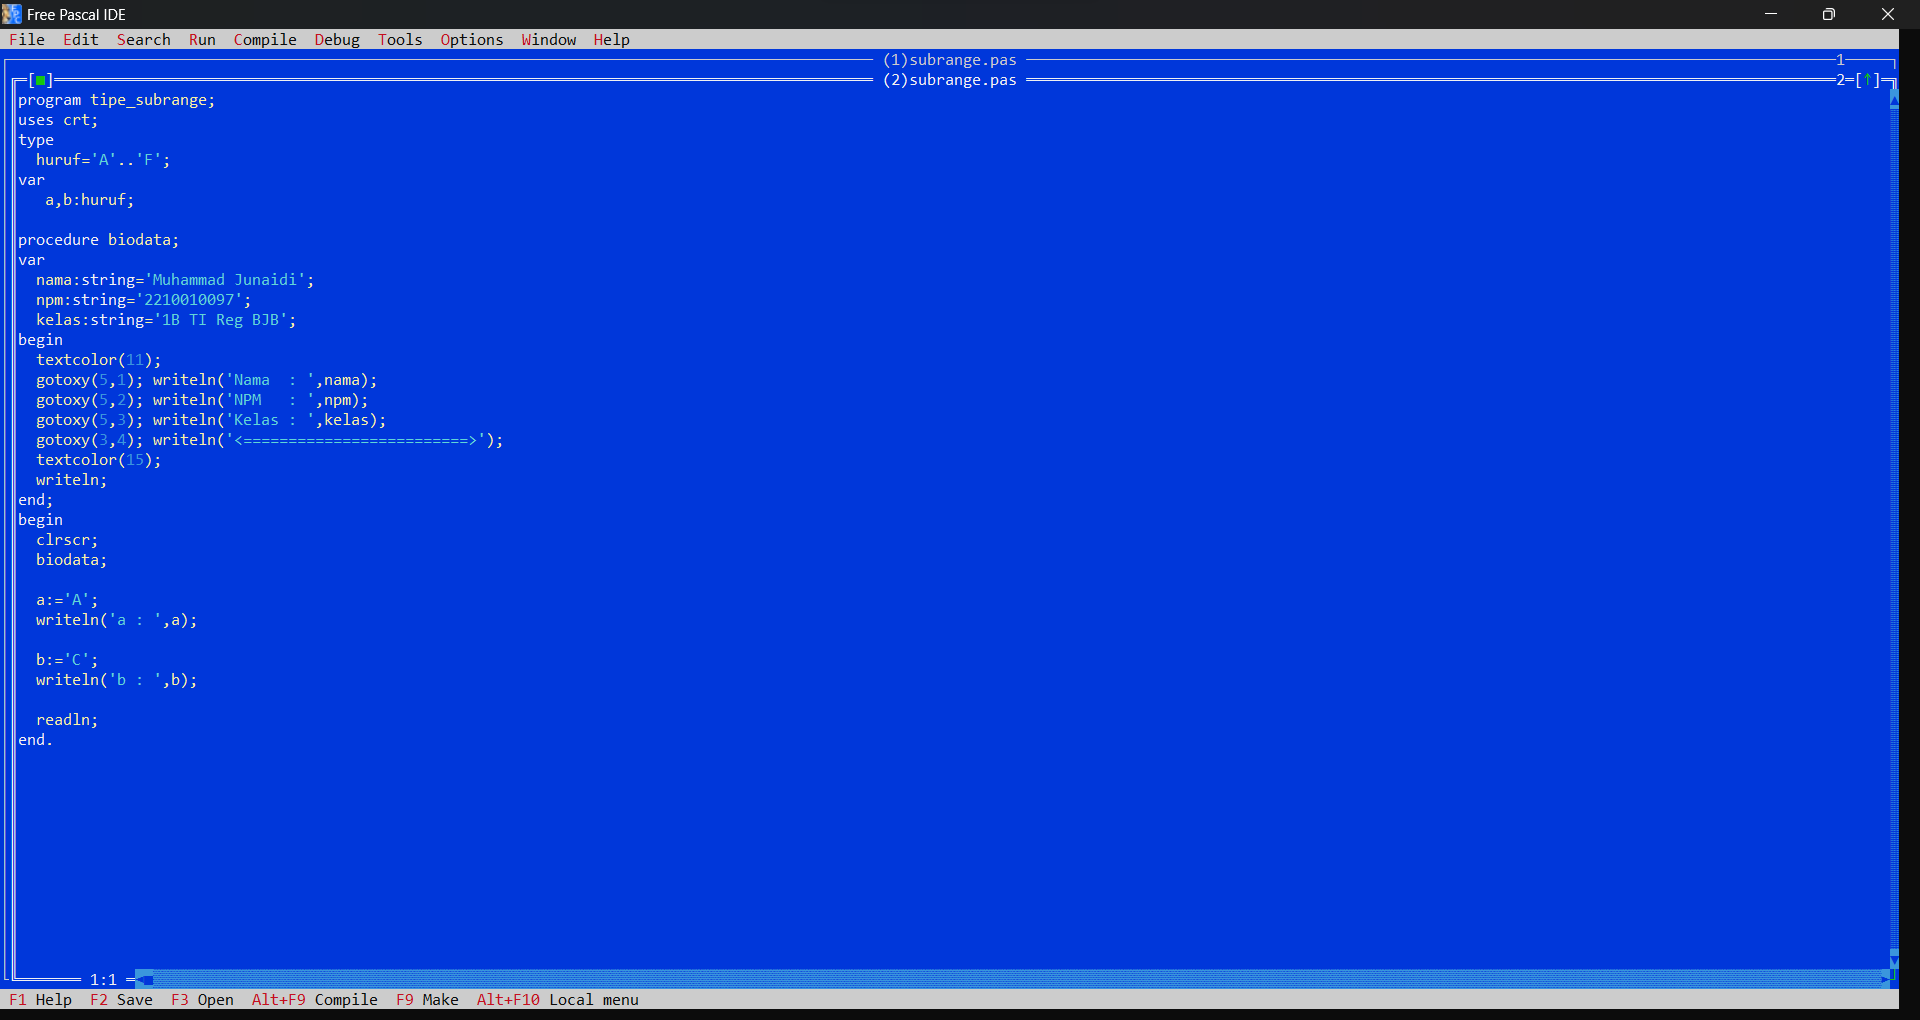 Free Pascal IDE
File  Edit  Search  Run  Compile  Debug  Tools  Options  Window  Help
(1)subrange.pas 1
[■] (2)subrange.pas 2=[↑]
program tipe_subrange;
uses crt;
type
  huruf='A'..'F';
var
   a,b:huruf;

procedure biodata;
var
  nama:string='Muhammad Junaidi';
  npm:string='2210010097';
  kelas:string='1B TI Reg BJB';
begin
  textcolor(11);
  gotoxy(5,1); writeln('Nama  : ',nama);
  gotoxy(5,2); writeln('NPM   : ',npm);
  gotoxy(5,3); writeln('Kelas : ',kelas);
  gotoxy(3,4); writeln('<=========================>');
  textcolor(15);
  writeln;
end;
begin
  clrscr;
  biodata;

  a:='A';
  writeln('a : ',a);

  b:='C';
  writeln('b : ',b);

  readln;
end.
1:1
F1 Help  F2 Save  F3 Open  Alt+F9 Compile  F9 Make  Alt+F10 Local menu